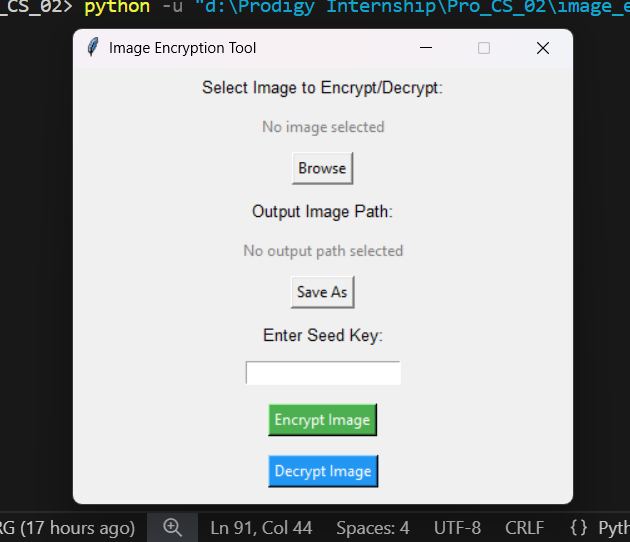 _CS_02> python -u "d:\Prodigy Internship\Pro_CS_02\image_e
Image Encryption Tool
Select Image to Encrypt/Decrypt:
No image selected
Browse
Output Image Path:
No output path selected
Save As
Enter Seed Key:
Encrypt Image
Decrypt Image
RG (17 hours ago) Ln 91, Col 44 Spaces: 4 UTF-8 CRLF {} Pyth